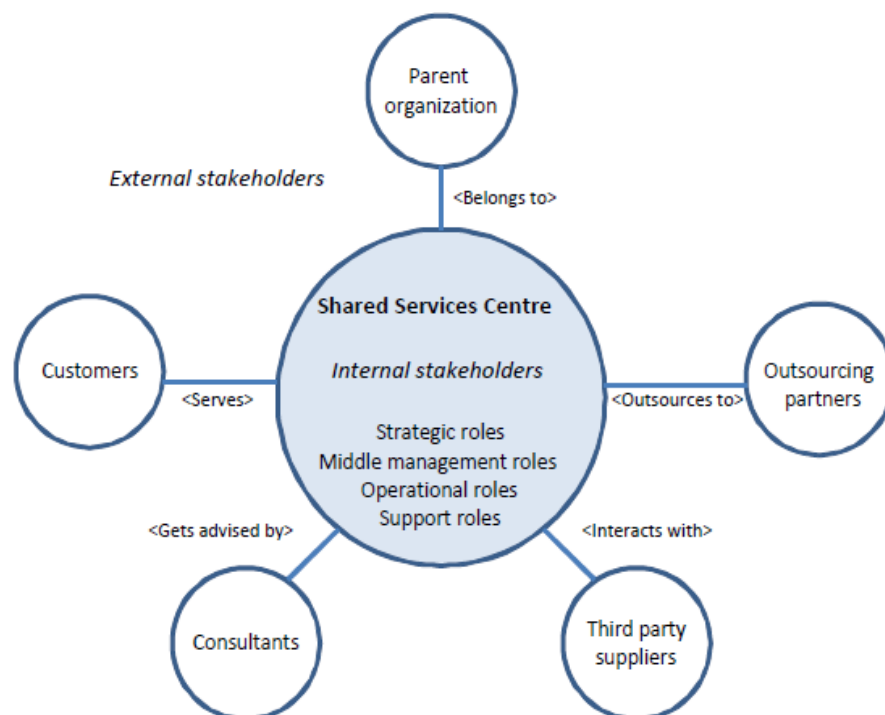 Parent
organization
External stakeholders
<Belongs to>
Shared Services Centre
Internal stakeholders
Customers
<Serves>
<Outsources to>
Outsourcing
partners
Strategic roles
Middle management roles
Operational roles
Support roles
<Gets advised by>
<Interacts with>
Consultants
Third party
suppliers